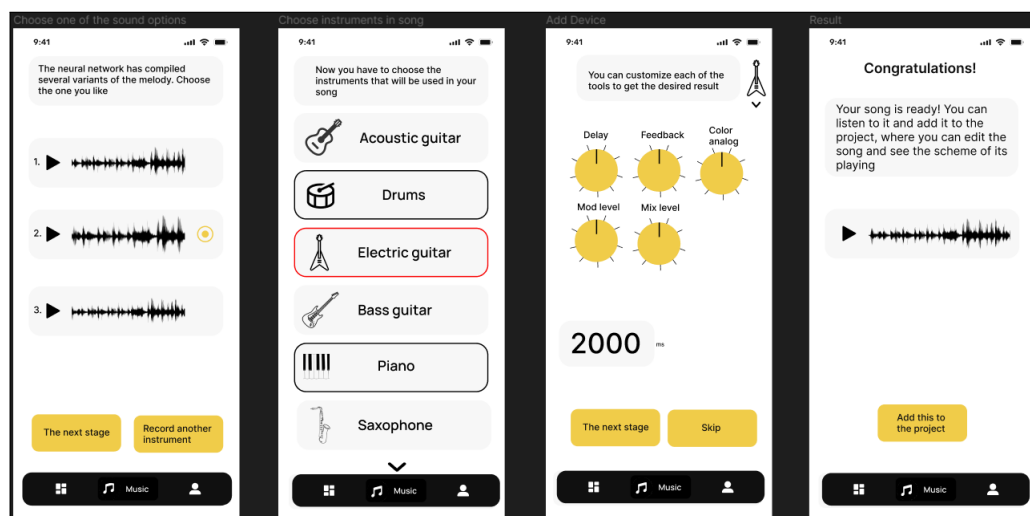 Choose one of the sound options
9:41
The neural network has compiled
several variants of the melody. Choose
the one you like
1.
2.
3.
The next stage
Record another
instrument
Music
Choose instruments in song
9:41
Now you have to choose the
instruments that will be used in your
song
Acoustic guitar
Drums
Electric guitar
Bass guitar
Piano
Saxophone
Music
Add Device
9:41
You can customize each of the
tools to get the desired result
Delay
Feedback
Color
analog
Mod level
Mix level
2000 ms
The next stage
Skip
Music
Result
9:41
Congratulations!
Your song is ready! You can
listen to it and add it to the
project, where you can edit the
song and see the scheme of its
playing
Add this to
the project
Music